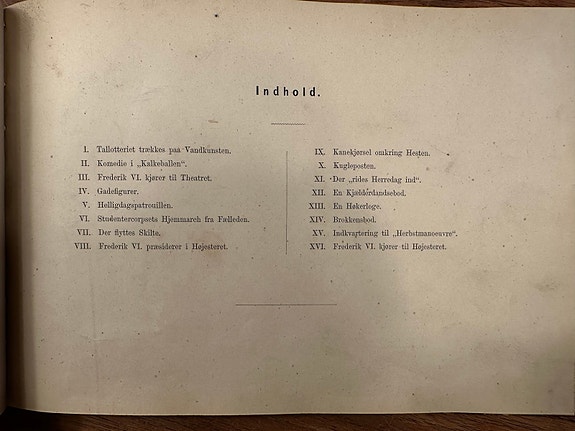 Indhold.
I. Tallotteriet trækkes paa Vandkunsten.
II. Komedie i „Kalkeballen".
III. Frederik VI. kjører til Theatret.
IV. Gadefigurer.
V. Helligdagspatrouillen.
VI. Studentercorpsets Hjemmarch fra Fælleden.
VII. Der flyttes Skilte.
VIII. Frederik VI. præsiderer i Højesteret.
IX. Kanekjørsel omkring Hesten.
X. Kugleposten.
XI. Der „rides Herredag ind".
XII. En Kjælderdandsebod.
XIII. En Høkerloge.
XIV. Brekkensbod.
XV. Indkvartering til „Herbstmanoeuvre".
XVI. Frederik VI. kjører til Højesteret.